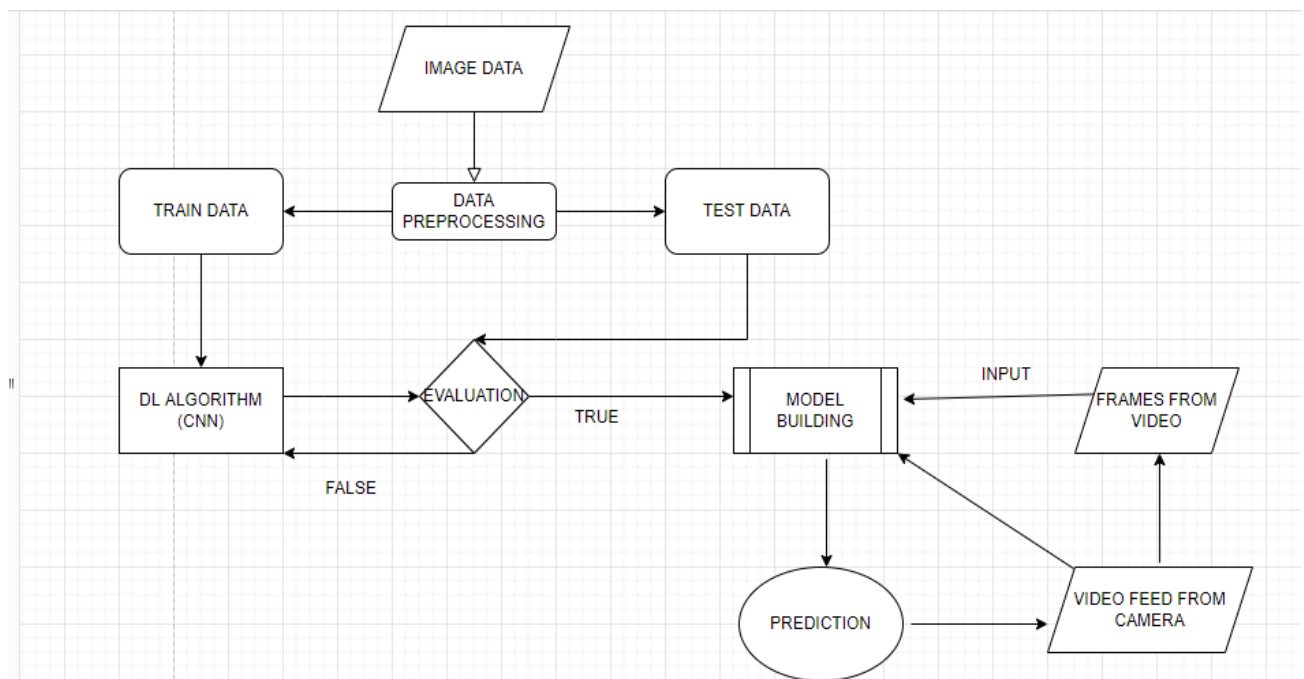 IMAGE DATA
TRAIN DATA
DATA
PREPROCESSING
TEST DATA
DL ALGORITHM
(CNN)
EVALUATION
TRUE
FALSE
MODEL
BUILDING
INPUT
FRAMES FROM
VIDEO
PREDICTION
VIDEO FEED FROM
CAMERA